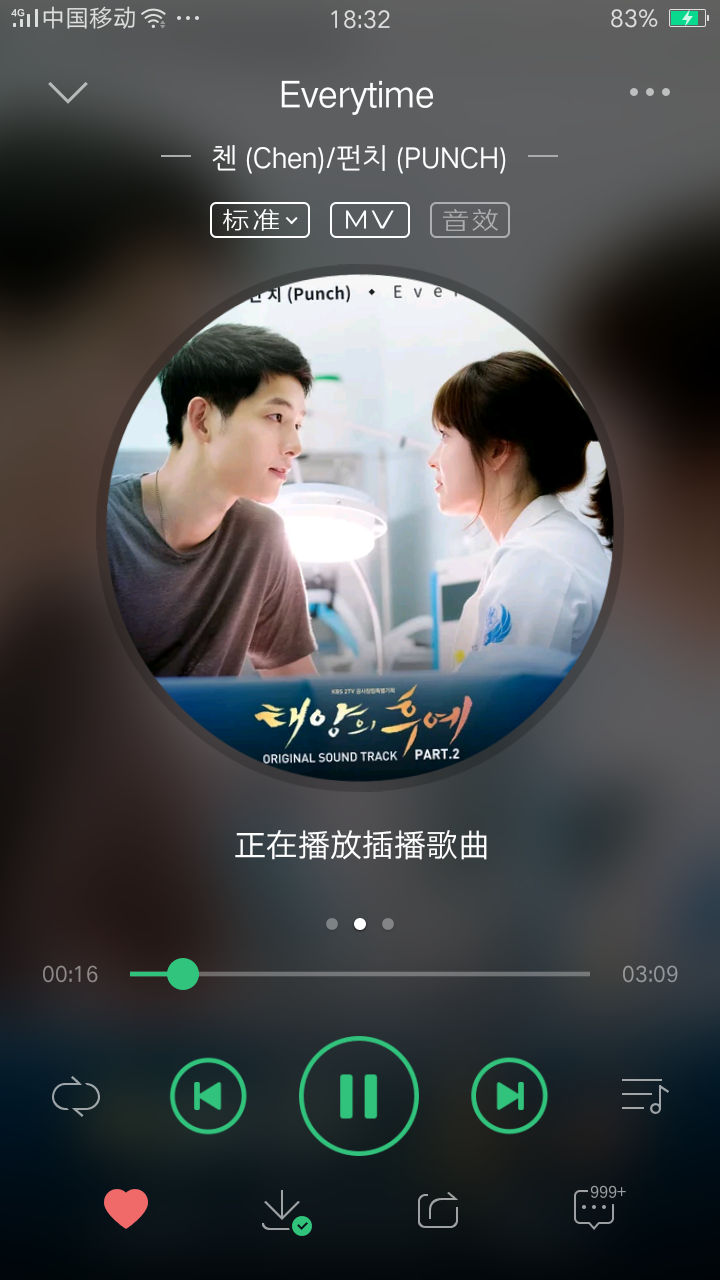 4G 中国移动 18:32 83%
Everytime
첸 (Chen)/펀치 (PUNCH)
标准 MV 音效
펀치 (Punch) • Ever
KBS 2TV 공사창립특별기획
태양의 후예
ORIGINAL SOUND TRACK PART.2
正在播放插播歌曲
00:16 03:09
999+